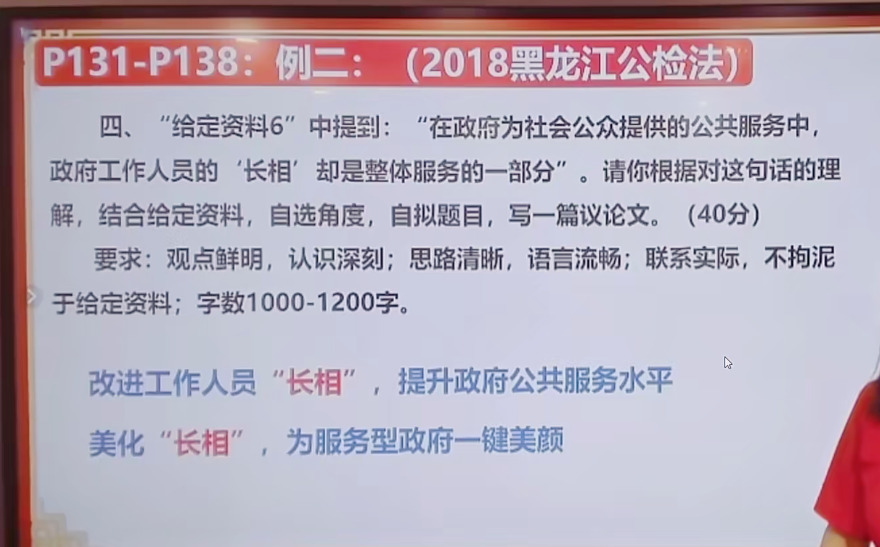 P131-P138：例二：（2018黑龙江公检法）
四、“给定资料6”中提到：“在政府为社会公众提供的公共服务中，
政府工作人员的‘长相’却是整体服务的一部分”。请你根据对这句话的理
解，结合给定资料，自选角度，自拟题目，写一篇议论文。（40分）
要求：观点鲜明，认识深刻；思路清晰，语言流畅；联系实际，不拘泥
于给定资料；字数1000-1200字。
改进工作人员“长相”，提升政府公共服务水平
美化“长相”，为服务型政府一键美颜